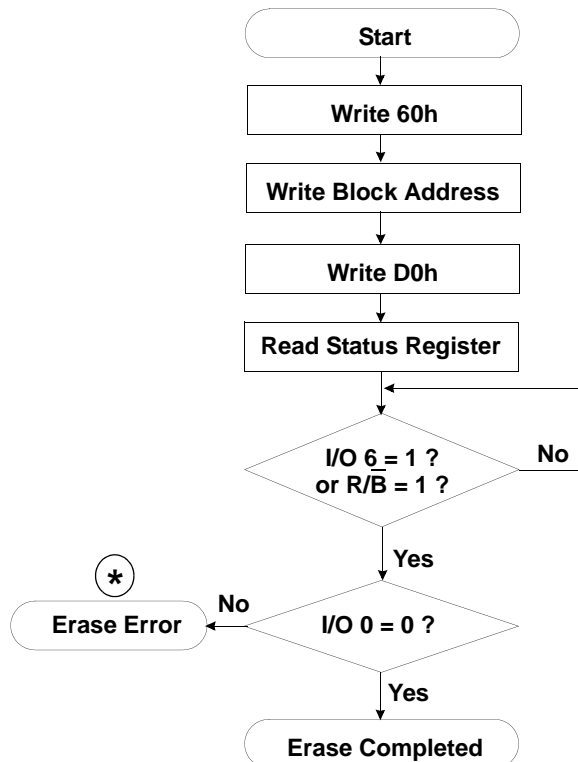 Start
Write 60h
Write Block Address
Write D0h
Read Status Register
I/O 6 = 1 ?
or R/B̅ = 1 ?
No
Yes
*
No
Erase Error
I/O 0 = 0 ?
Yes
Erase Completed